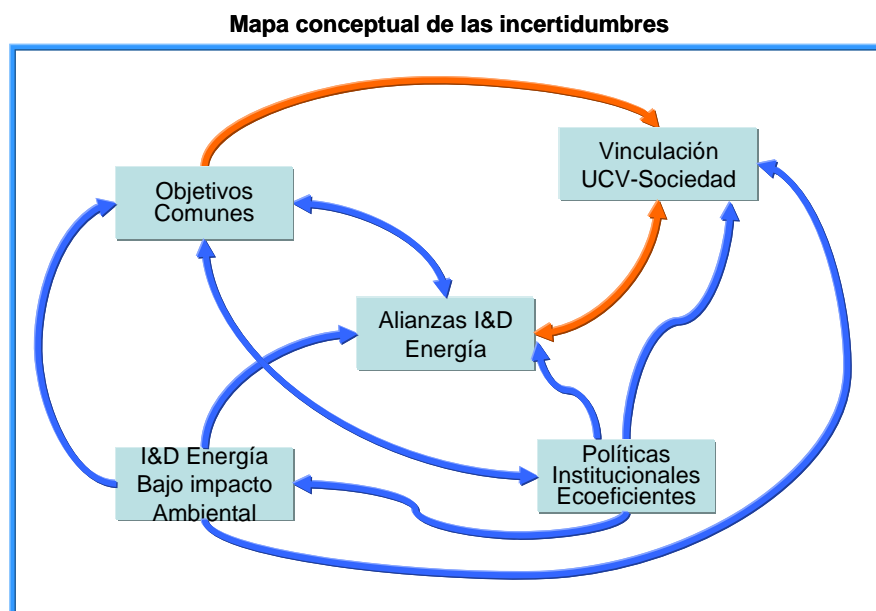 Mapa conceptual de las incertidumbres
Vinculación
UCV-Sociedad
Objetivos
Comunes
Alianzas I&D
Energía
I&D Energía
Bajo impacto
Ambiental
Políticas
Institucionales
Ecoeficientes